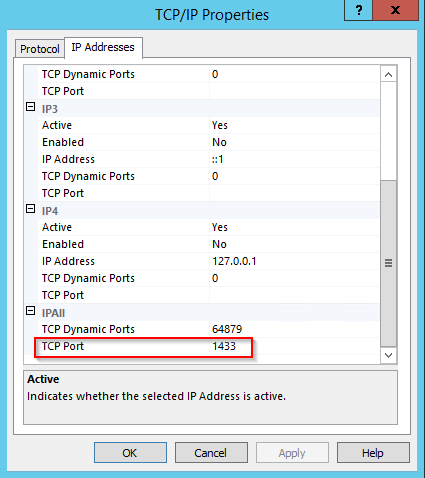 TCP/IP Properties
? x
Protocol IP Addresses
TCP Dynamic Ports 0
TCP Port
IP3
Active Yes
Enabled No
IP Address ::1
TCP Dynamic Ports 0
TCP Port
IP4
Active Yes
Enabled No
IP Address 127.0.0.1
TCP Dynamic Ports 0
TCP Port
IPAll
TCP Dynamic Ports 64879
TCP Port 1433
Active
Indicates whether the selected IP Address is active.
OK Cancel Apply Help